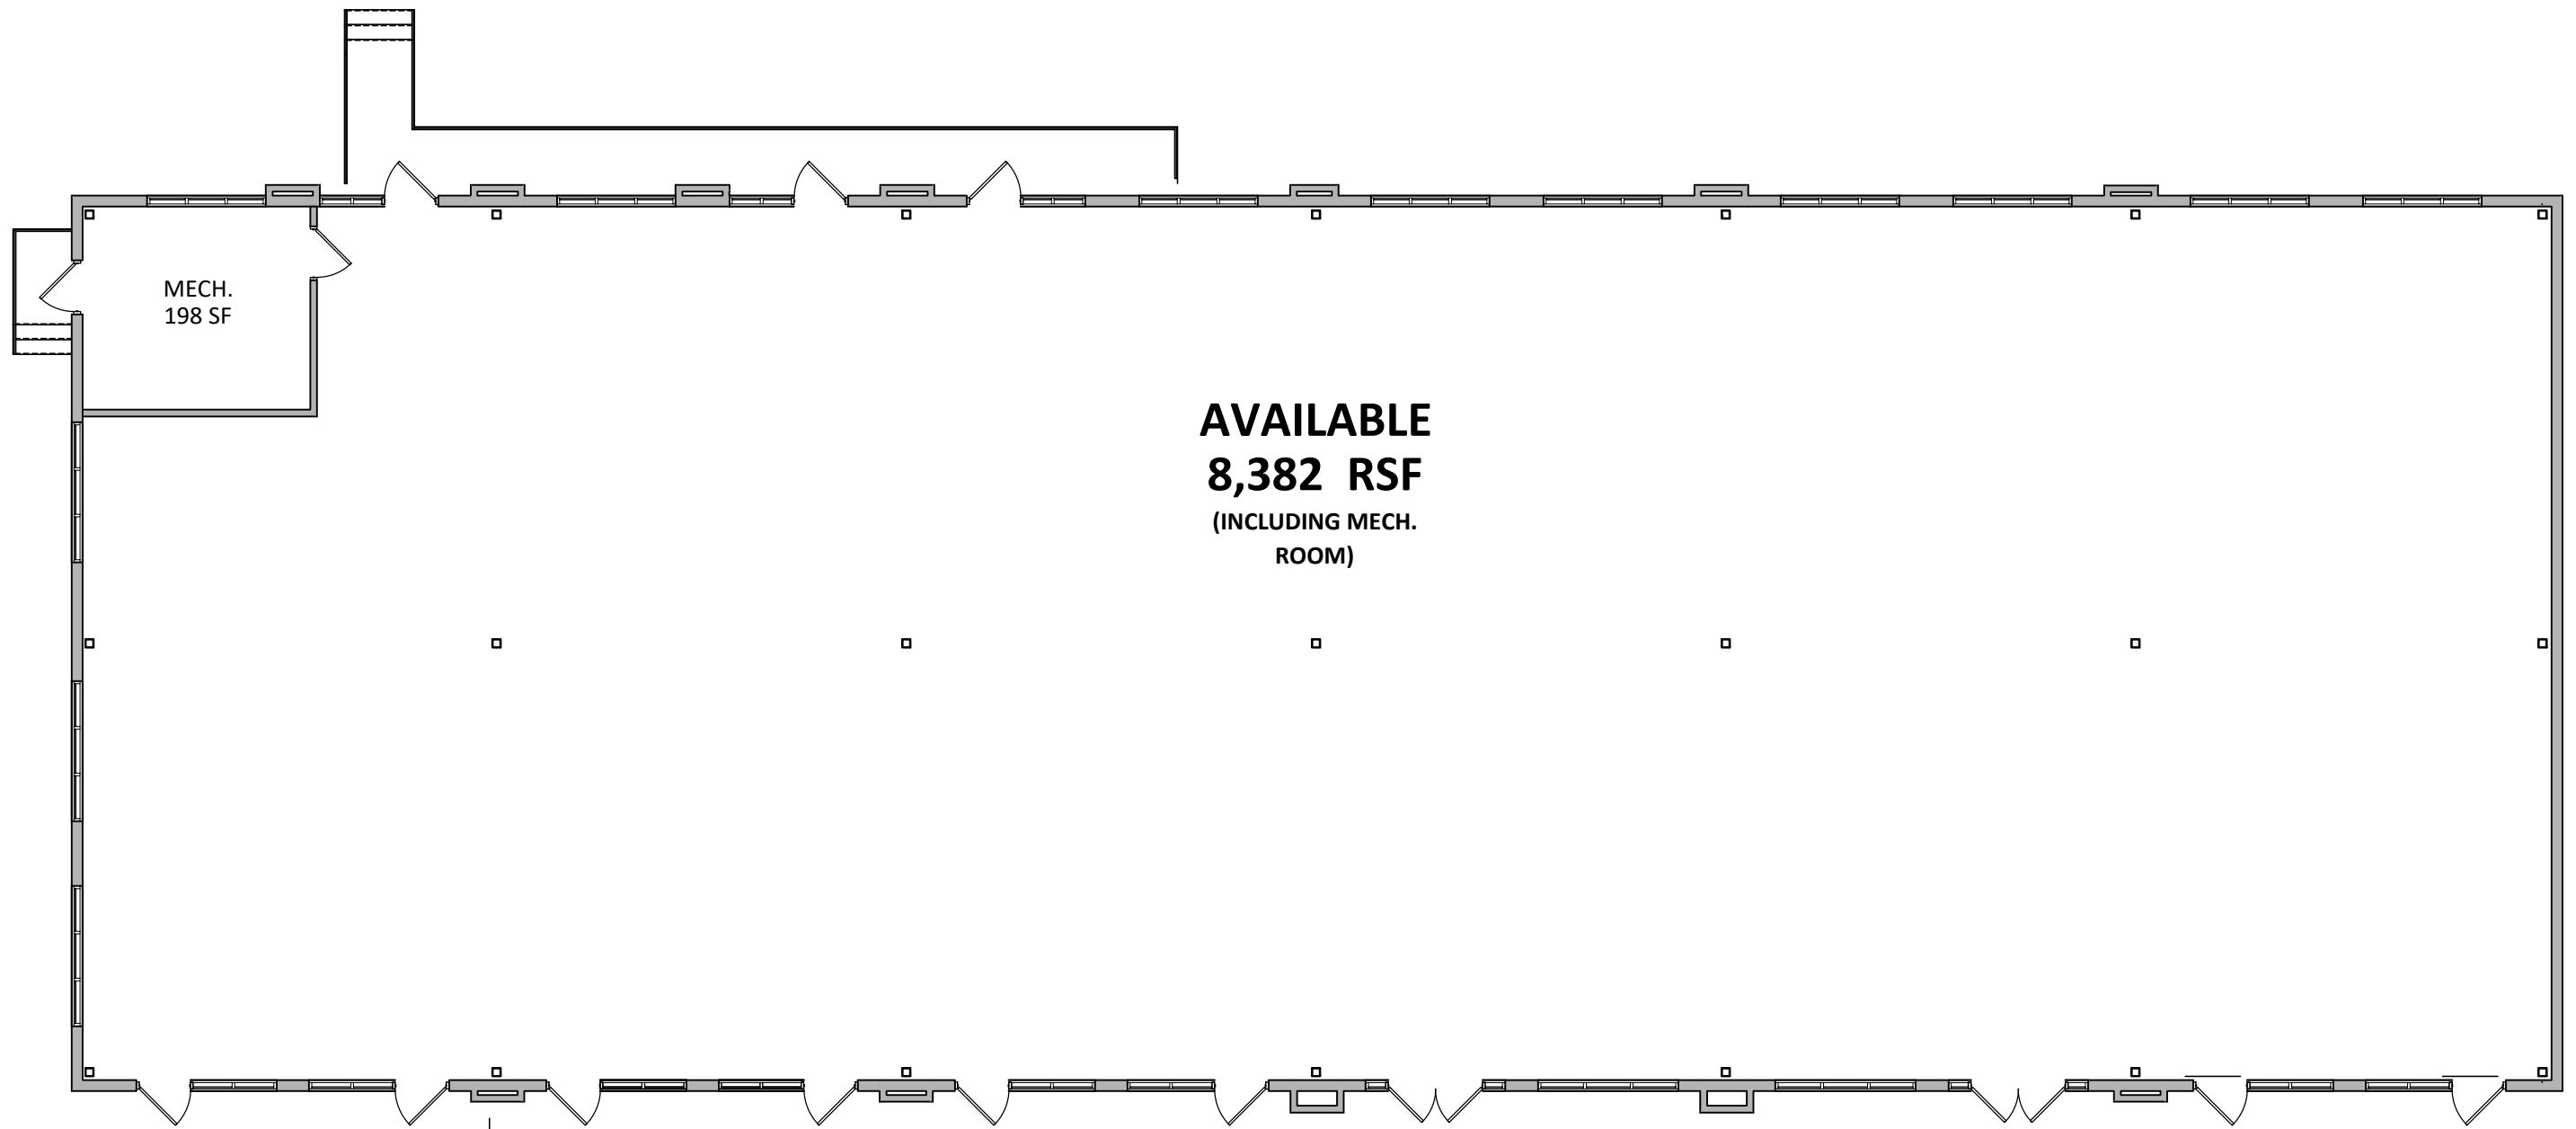 MECH.
198 SF
AVAILABLE
8,382 RSF
(INCLUDING MECH.
ROOM)